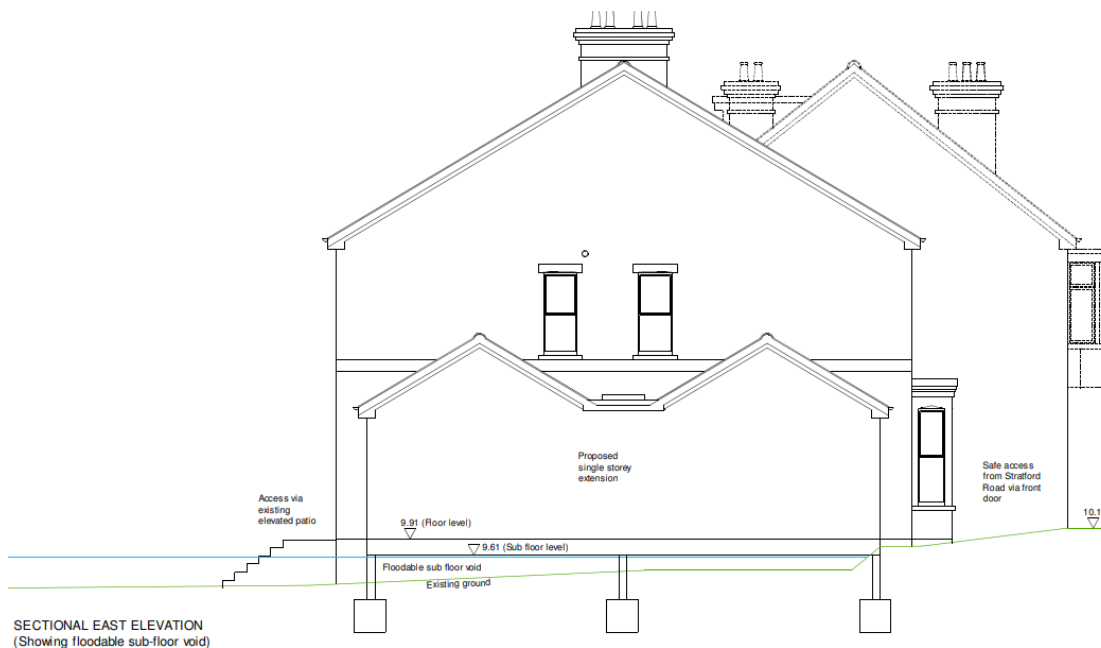 Proposed
single storey
extension
Safe access
from Stratford
Road via front
door
Access via
existing
elevated patio
9.91 (Floor level)
10.1
9.61 (Sub floor level)
Floodable sub floor void
Existing ground
SECTIONAL EAST ELEVATION
(Showing floodable sub-floor void)